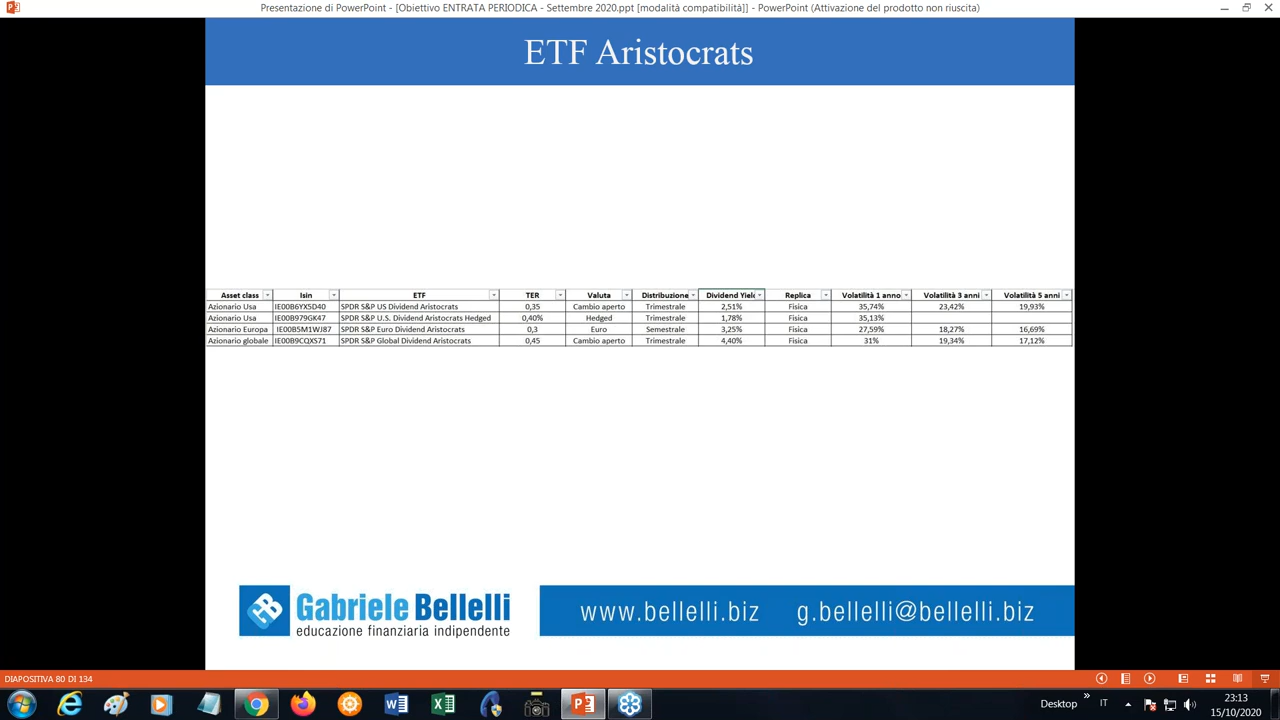 Presentazione di PowerPoint - [Obiettivo ENTRATA PERIODICA - Settembre 2020.ppt [modalità compatibilità]] - PowerPoint (Attivazione del prodotto non riuscita)
ETF Aristocrats
Asset class Isin ETF TER Valuta Distribuzione Dividend Yield Replica Volatilità 1 anno Volatilità 3 anni Volatilità 5 anni
Azionario Usa IE00B6YX5D40 SPDR S&P US Dividend Aristocrats 0,35 Cambio aperto Trimestrale 2,51% Fisica 35,74% 23,42% 19,93%
Azionario Usa IE00B979GK47 SPDR S&P U.S. Dividend Aristocrats Hedged 0,40% Hedged Trimestrale 1,78% Fisica 35,13%
Azionario Europa IE00B5M1WJ87 SPDR S&P Euro Dividend Aristocrats 0,3 Euro Semestrale 3,25% Fisica 27,59% 18,27% 16,69%
Azionario globale IE00B9CQXS71 SPDR S&P Global Dividend Aristocrats 0,45 Cambio aperto Trimestrale 4,40% Fisica 31% 19,34% 17,12%
Gabriele Bellelli
educazione finanziaria indipendente
www.bellelli.biz g.bellelli@bellelli.biz
DIAPOSITIVA 80 DI 134
Desktop
IT
23:13
15/10/2020